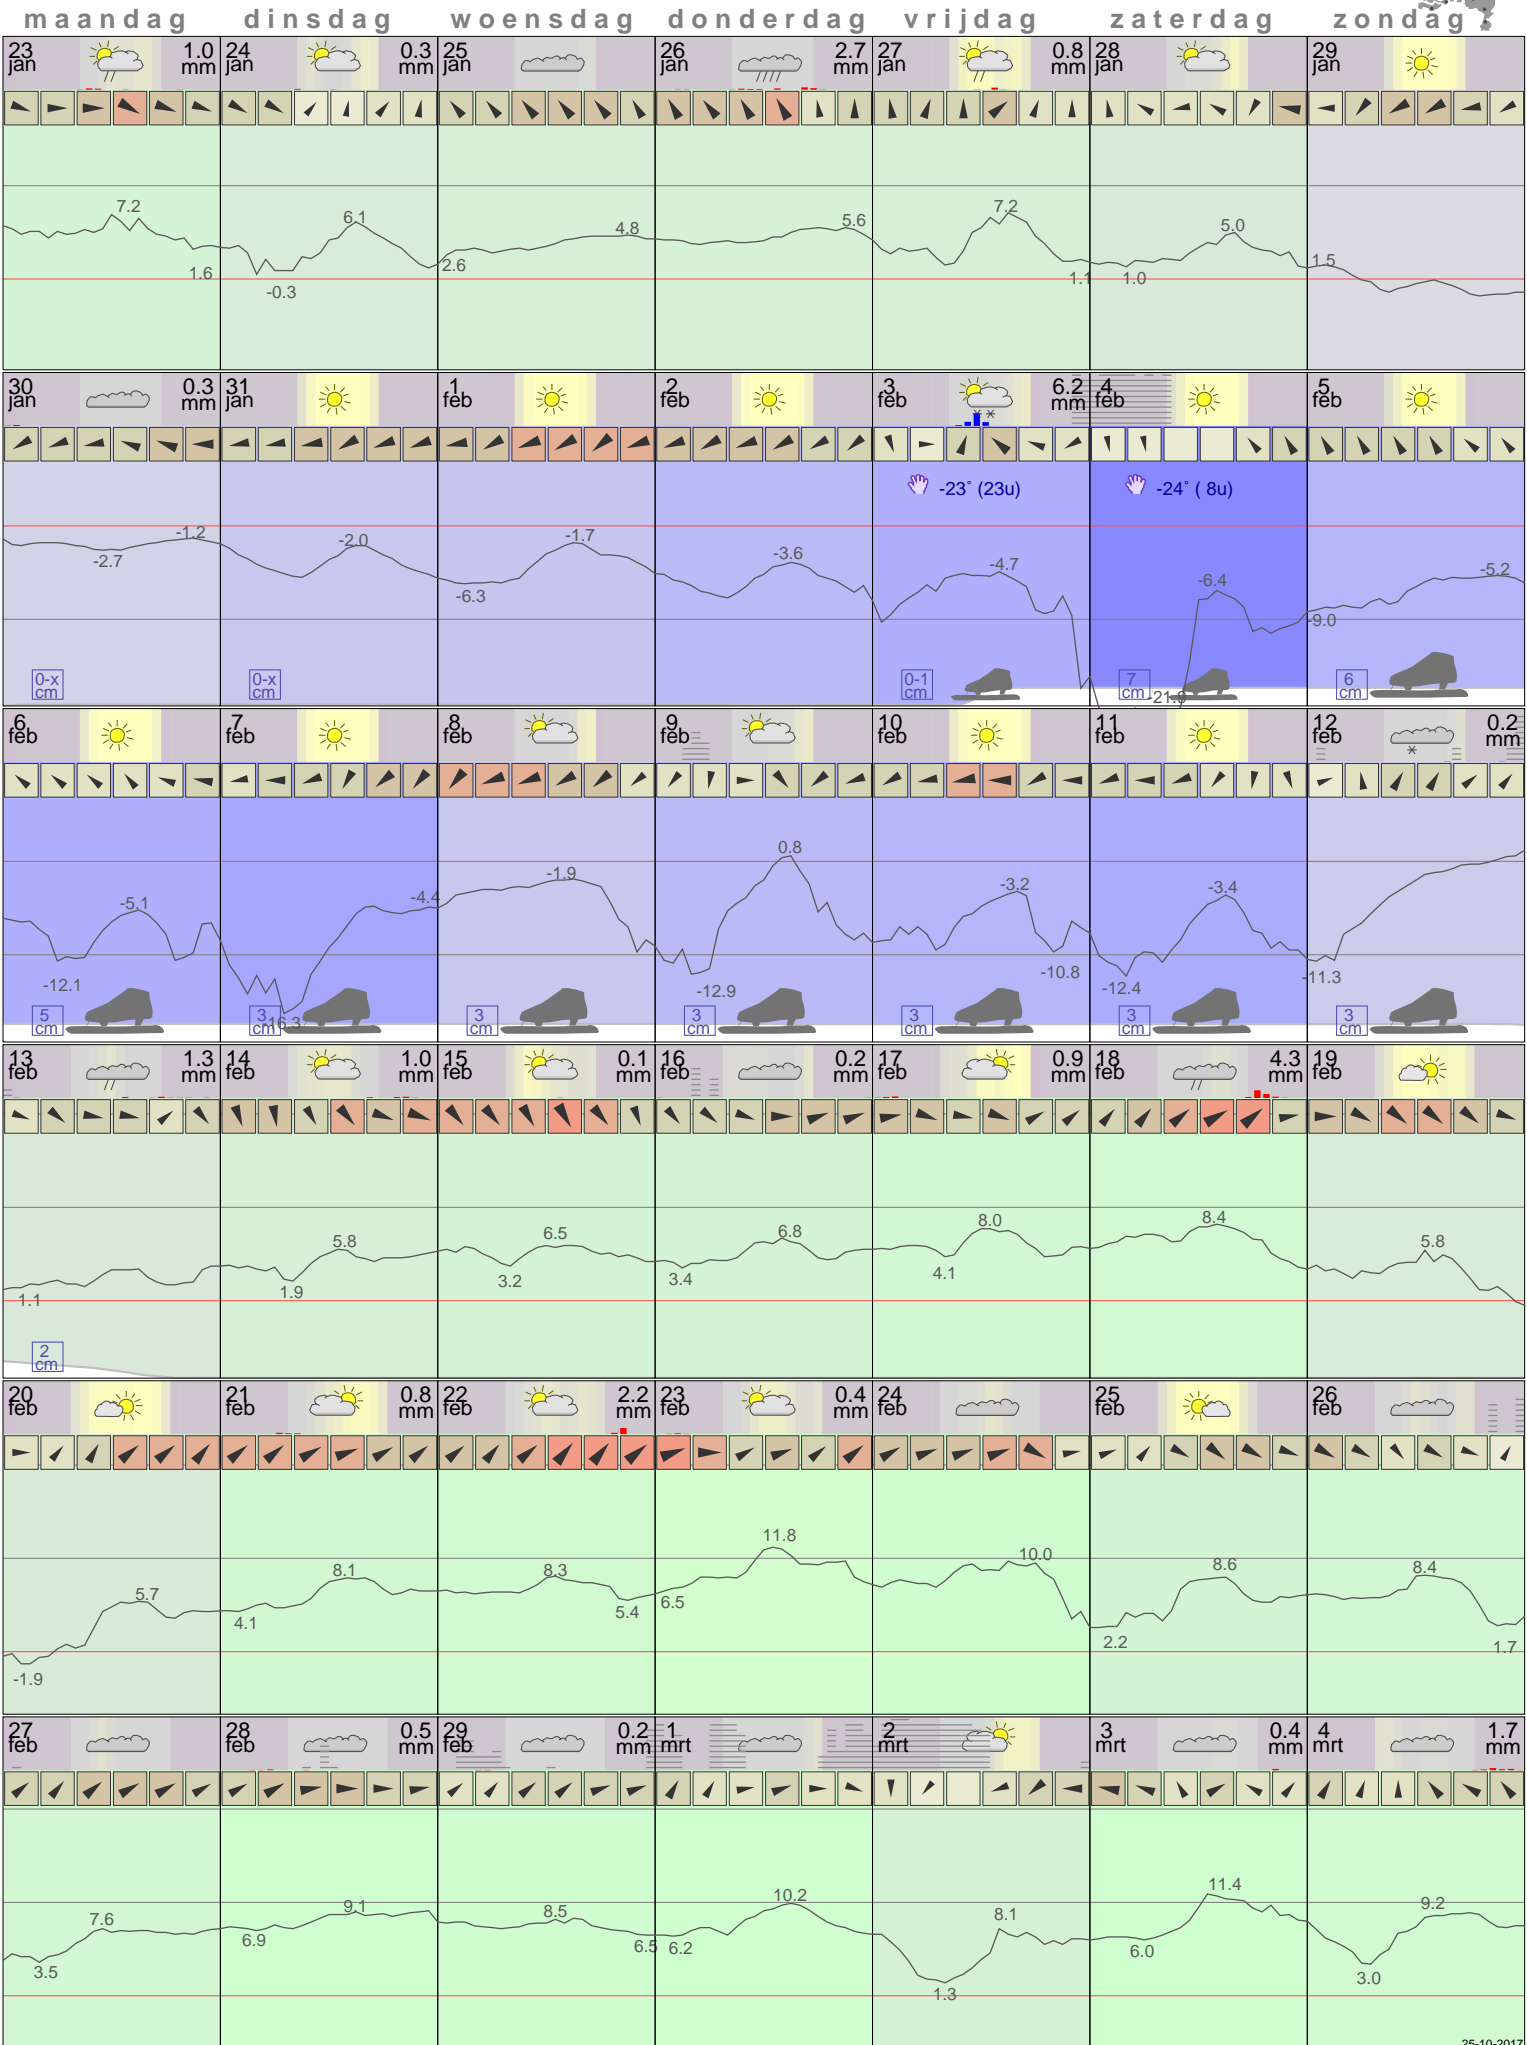 maandag dinsdag woensdag donderdag vrijdag zaterdag zondag
23 1.0 24 0.3 25 26 2.7 27 0.8 28 29
jan mm jan mm jan jan mm jan mm jan jan
7.2 6.1 4.8 5.6 7.2 5.0
1.6 -0.3 2.6 1.1 1.0 1.5
30 0.3 31 1 2 3 6.2 4 5
jan mm jan feb feb feb mm feb feb
-23° (23u) -24° ( 8u)
-2.7 -1.2 -2.0 -6.3 -1.7 -3.6 -4.7 -6.4 -9.0 -5.2
0-x 0-x 0-1 7 -21.9 6
cm cm cm cm cm
6 7 8 9 10 11 12 0.2
feb feb feb feb feb feb feb mm
-5.1 -4.4 -1.9 0.8 -3.2 -3.4
-12.1 -16.3 -12.9 -10.8 -12.4 -11.3
5 3 3 3 3 3 3
cm cm cm cm cm cm cm
13 1.3 14 1.0 15 0.1 16 0.2 17 0.9 18 4.3 19
feb mm feb mm feb mm feb mm feb mm feb mm feb
5.8 6.5 6.8 8.0 8.4 5.8
1.1 1.9 3.2 3.4 4.1
2
cm
20 21 0.8 22 2.2 23 0.4 24 25 26
feb feb mm feb mm feb mm feb feb feb
5.7 8.1 8.3 11.8 10.0 8.6 8.4
-1.9 4.1 5.4 6.5 2.2 1.7
27 28 0.5 29 0.2 1 2 3 0.4 4 1.7
feb feb mm feb mm mrt mrt mrt mm mrt mm
7.6 9.1 8.5 10.2 8.1 11.4 9.2
3.5 6.9 6.5 6.2 1.3 6.0 3.0
25-10-2017